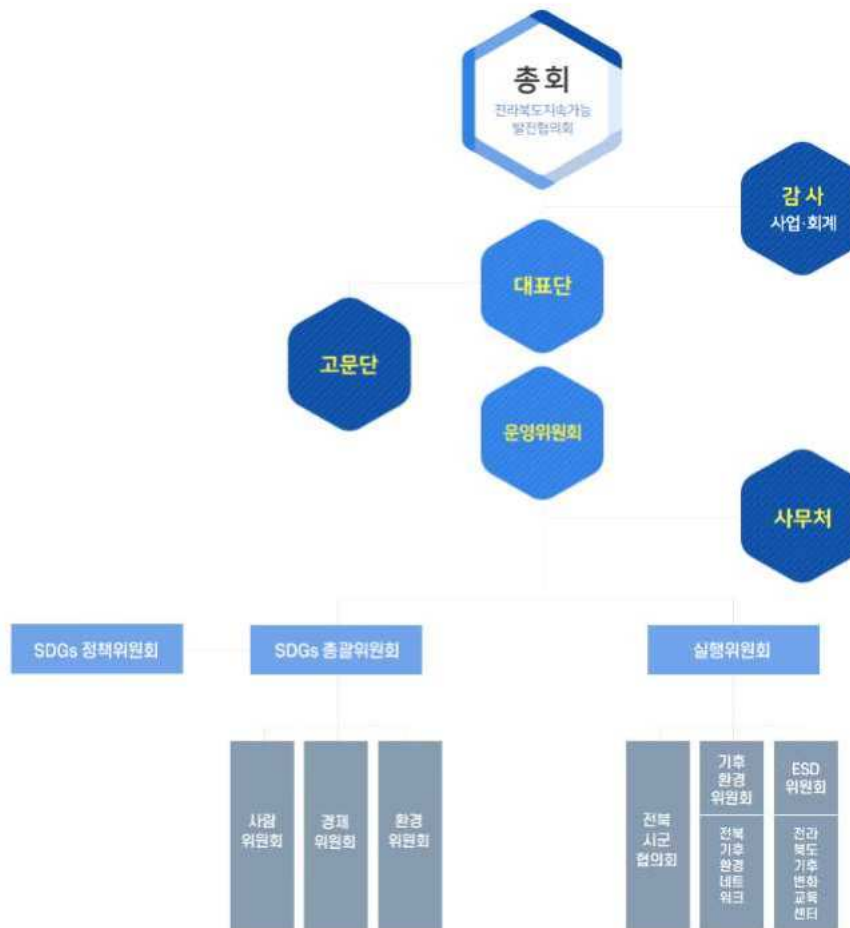 총회
전라북도지속가능
발전협의회
감사
사업·회계
대표단
고문단
운영위원회
사무처
SDGs 정책위원회
SDGs 총괄위원회
실행위원회
사람
위원회
경제
위원회
환경
위원회
전북
시군
협의회
기후
환경
위원회
전북
기후
환경
네트
워크
ESD
위원회
전라
북도
기후
변화
교육
센터